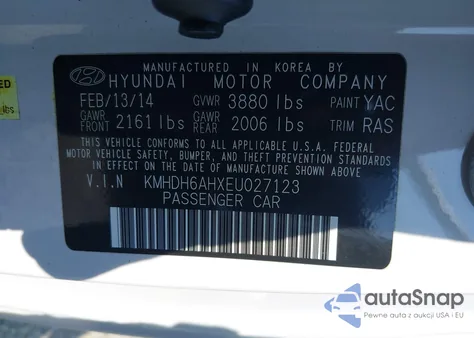 ED
lbs
MANUFACTURED IN KOREA BY
HYUNDAI MOTOR COMPANY
FEB/13/14 GVWR 3880 lbs PAINT YAC
GAWR FRONT 2161 lbs GAWR REAR 2006 lbs TRIM RAS
THIS VEHICLE CONFORMS TO ALL APPLICABLE FEDERAL
MOTOR VEHICLE SAFETY, BUMPER, AND THEFT PREVENTION STANDARDS
IN EFFECT ON THE DATE OF MANUFACTURE SHOWN ABOVE.
V.I.N KMHDH6AHXEU027123
PASSENGER CAR
autoSnap
Pewne auta z aukcji USA i EU